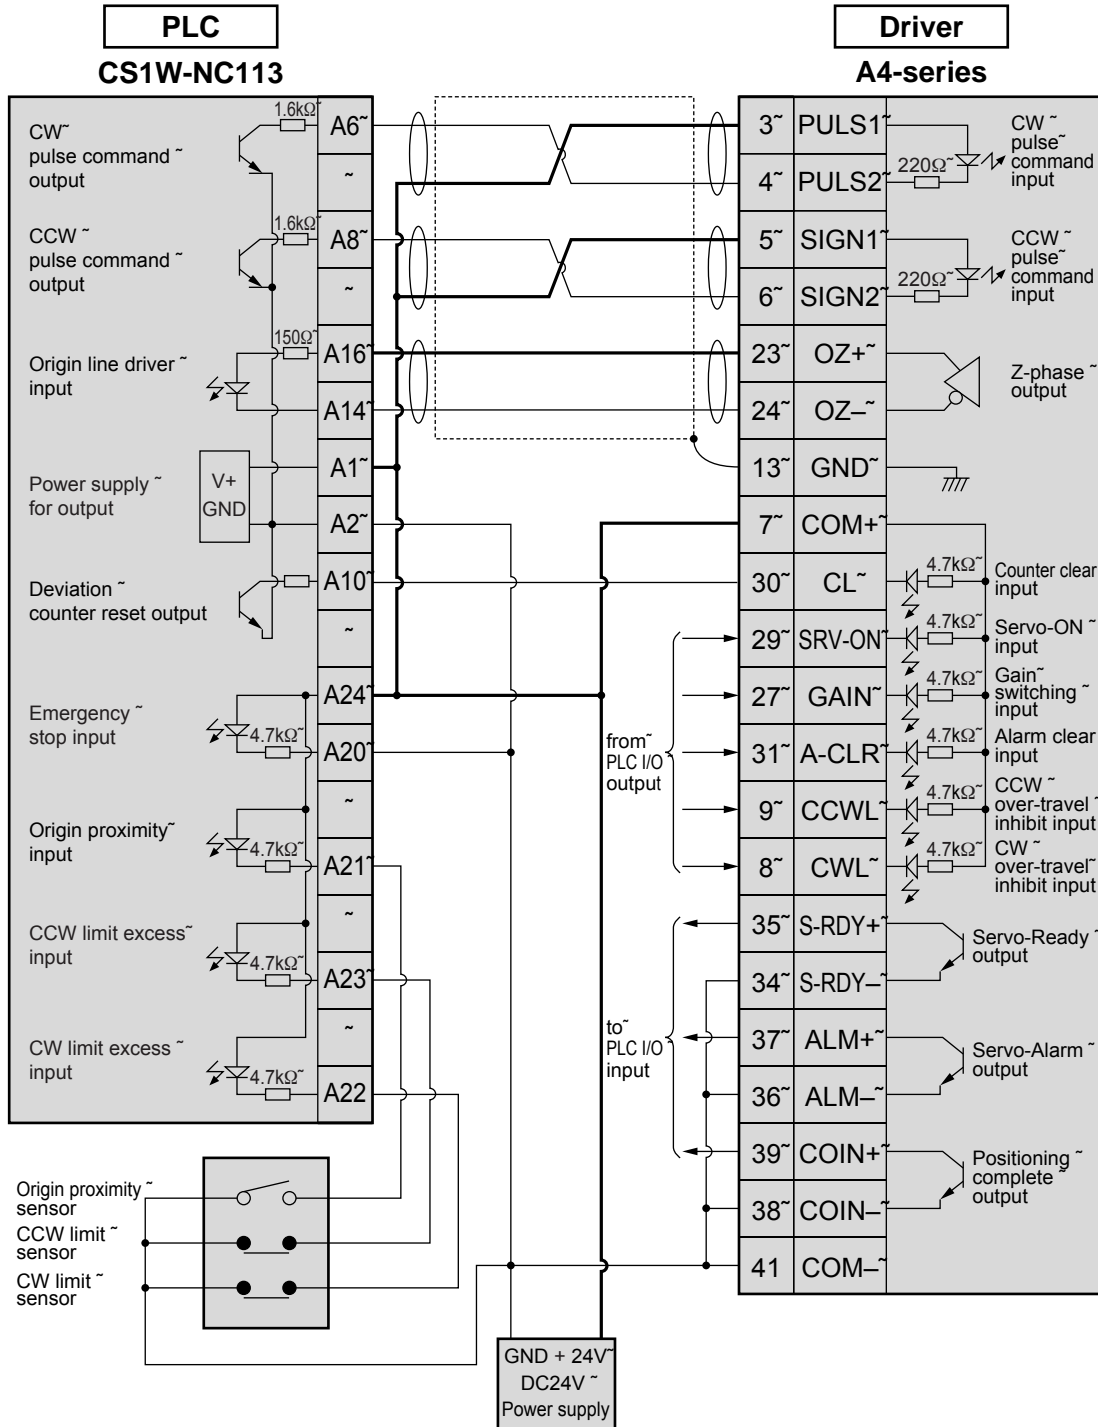 PLC
CS1W-NC113
Driver
A4-series
CW~
pulse command ~
output
1.6kΩ~
A6~
~
CCW ~
pulse command ~
output
1.6kΩ~
A8~
~
Origin line driver ~
input
150Ω~
A16~
A14~
Power supply ~
for output
V+
GND
A1~
A2~
Deviation ~
counter reset output
A10~
~
Emergency ~
stop input
4.7kΩ~
A24~
A20~
~
Origin proximity~
input
4.7kΩ~
A21~
~
CCW limit excess~
input
4.7kΩ~
A23~
~
CW limit excess ~
input
4.7kΩ~
A22
Origin proximity ~
sensor
CCW limit ~
sensor
CW limit ~
sensor
GND + 24V~
DC24V ~
Power supply
from~
PLC I/O
output
to~
PLC I/O
input
3~ PULS1~
4~ PULS2~
220Ω~
CW ~
pulse~
command
input
5~ SIGN1~
6~ SIGN2~
220Ω~
CCW ~
pulse~
command
input
23~ OZ+~
24~ OZ–~
Z-phase ~
output
13~ GND~
7~ COM+~
30~ CL~
4.7kΩ~
Counter clear
input
29~ SRV-ON~
4.7kΩ~
Servo-ON ~
input
27~ GAIN~
4.7kΩ~
Gain~
switching ~
input
31~ A-CLR~
4.7kΩ~
Alarm clear
input
9~ CCWL~
4.7kΩ~
CCW ~
over-travel ~
inhibit input
8~ CWL~
4.7kΩ~
CW ~
over-travel~
inhibit input
35~ S-RDY+~
34~ S-RDY–~
Servo-Ready ~
output
37~ ALM+~
36~ ALM–~
Servo-Alarm ~
output
39~ COIN+~
38~ COIN–~
Positioning ~
complete ~
output
41 COM–~